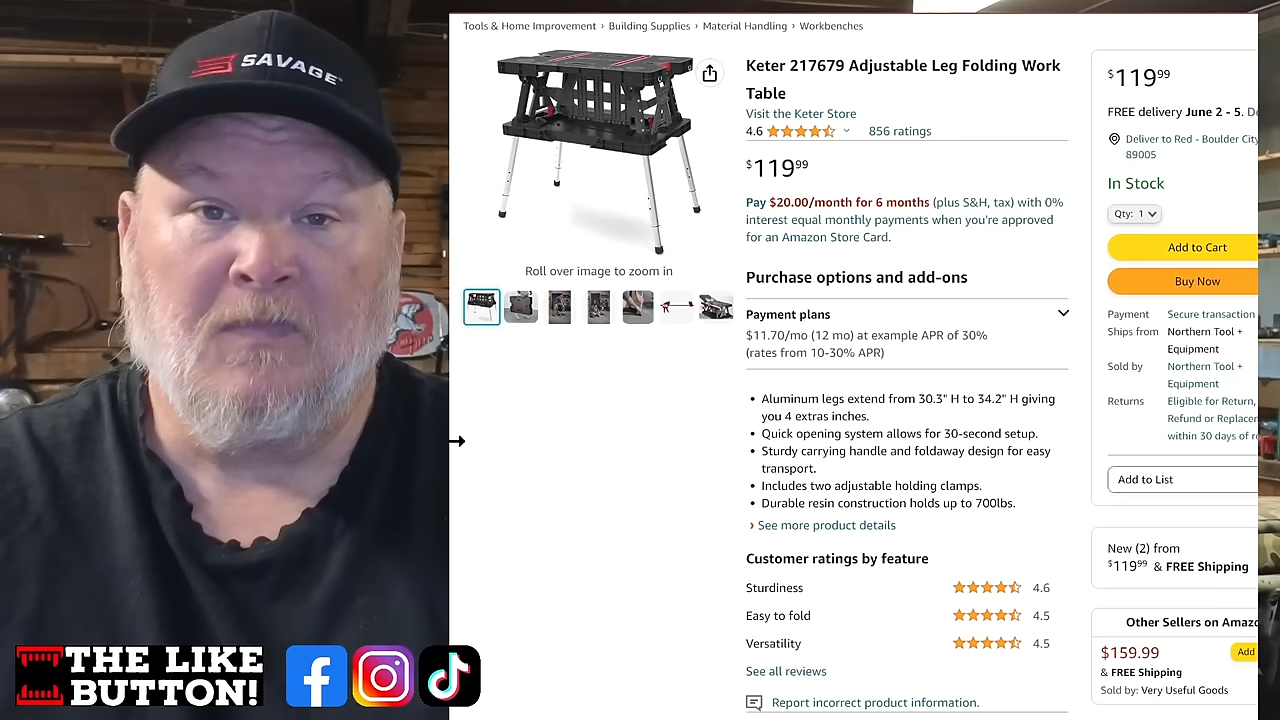 SAVAGE
THE LIKE
BUTTON!
Tools & Home Improvement › Building Supplies › Material Handling › Workbenches
Roll over image to zoom in
Keter 217679 Adjustable Leg Folding Work
Table
Visit the Keter Store
4.6 856 ratings
$11999
Pay $20.00/month for 6 months (plus S&H, tax) with 0%
interest equal monthly payments when you're approved
for an Amazon Store Card.
Purchase options and add-ons
Payment plans
$11.70/mo (12 mo) at example APR of 30%
(rates from 10-30% APR)
• Aluminum legs extend from 30.3" H to 34.2" H giving
you 4 extras inches.
• Quick opening system allows for 30-second setup.
• Sturdy carrying handle and foldaway design for easy
transport.
• Includes two adjustable holding clamps.
• Durable resin construction holds up to 700lbs.
› See more product details
Customer ratings by feature
Sturdiness 4.6
Easy to fold 4.5
Versatility 4.5
See all reviews
Report incorrect product information.
$11999
FREE delivery June 2 - 5. De
Deliver to Red - Boulder City
89005
In Stock
Qty: 1
Add to Cart
Buy Now
Payment Secure transaction
Ships from Northern Tool +
Equipment
Sold by Northern Tool +
Equipment
Returns Eligible for Return,
Refund or Replacem
within 30 days of re
Add to List
New (2) from
$11999 & FREE Shipping
Other Sellers on Amazo
$159.99 Add
& FREE Shipping
Sold by: Very Useful Goods